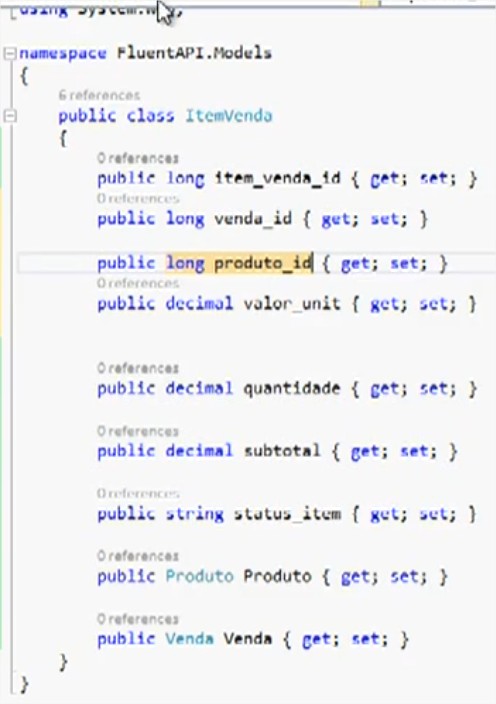 using System.W
namespace FluentAPI.Models
{
6 references
public class ItemVenda
{
0 references
public long item_venda_id { get; set; }
0 references
public long venda_id { get; set; }
public long produto_id { get; set; }
0 references
public decimal valor_unit { get; set; }
0 references
public decimal quantidade { get; set; }
0 references
public decimal subtotal { get; set; }
0 references
public string status_item { get; set; }
0 references
public Produto Produto { get; set; }
0 references
public Venda Venda { get; set; }
}
}